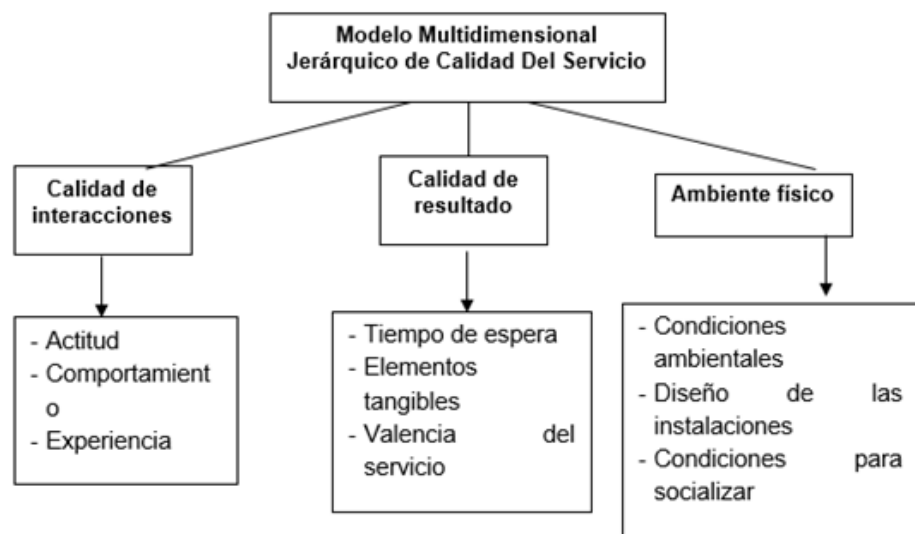 Modelo Multidimensional
Jerárquico de Calidad Del Servicio
Calidad de
interacciones
Calidad de
resultado
Ambiente físico
- Actitud
- Comportamient
o
- Experiencia
- Tiempo de espera
- Elementos
tangibles
- Valencia del
servicio
- Condiciones
ambientales
- Diseño de las
instalaciones
- Condiciones para
socializar